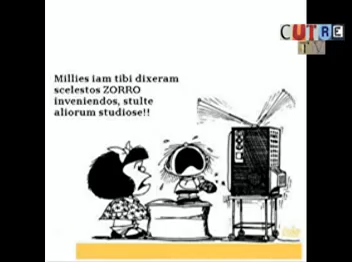 CUTRE
TV
Millies iam tibi dixeram
scelestos ZORRO
inveniendos, stulte
aliorum studiose!!